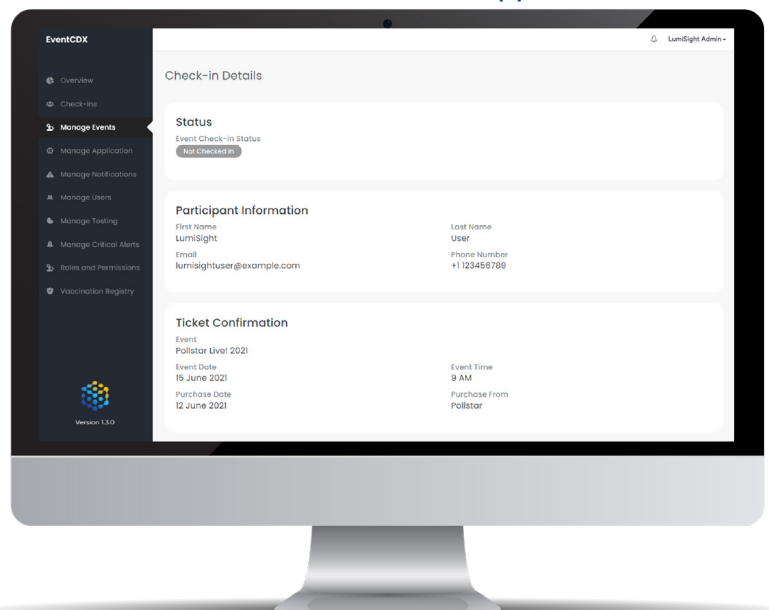 EventCDX
LumiSight Admin
Overview
Check-Ins
Manage Events
Manage Application
Manage Notifications
Manage Users
Manage Testing
Manage Critical Alerts
Roles and Permissions
Vaccination Registry
Version 1.3.0
Check-in Details
Status
Event Check-in Status
Not Checked In
Participant Information
First Name
LumiSight
Last Name
User
Email
lumisightuser@example.com
Phone Number
+1 123456789
Ticket Confirmation
Event
Pollstar Live! 2021
Event Date
15 June 2021
Event Time
9 AM
Purchase Date
12 June 2021
Purchase From
Pollstar